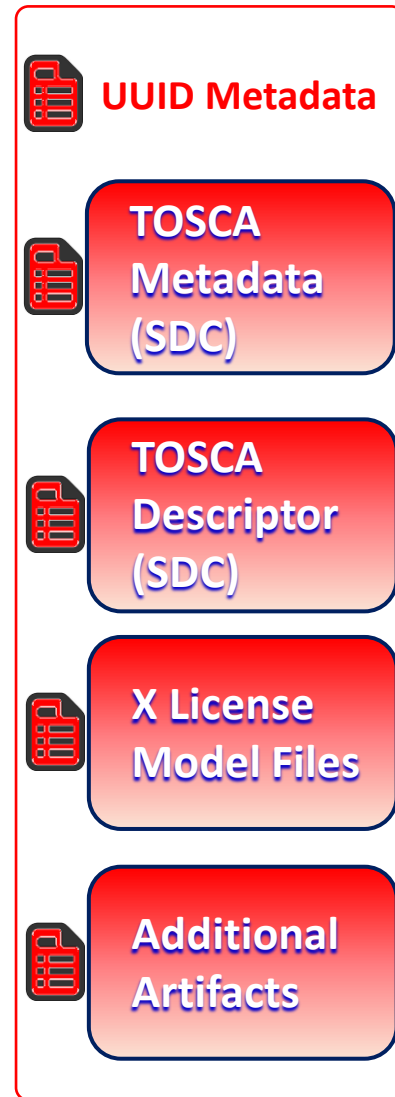 UUID Metadata
TOSCA
Metadata
(SDC)
TOSCA
Descriptor
(SDC)
X License
Model Files
Additional
Artifacts